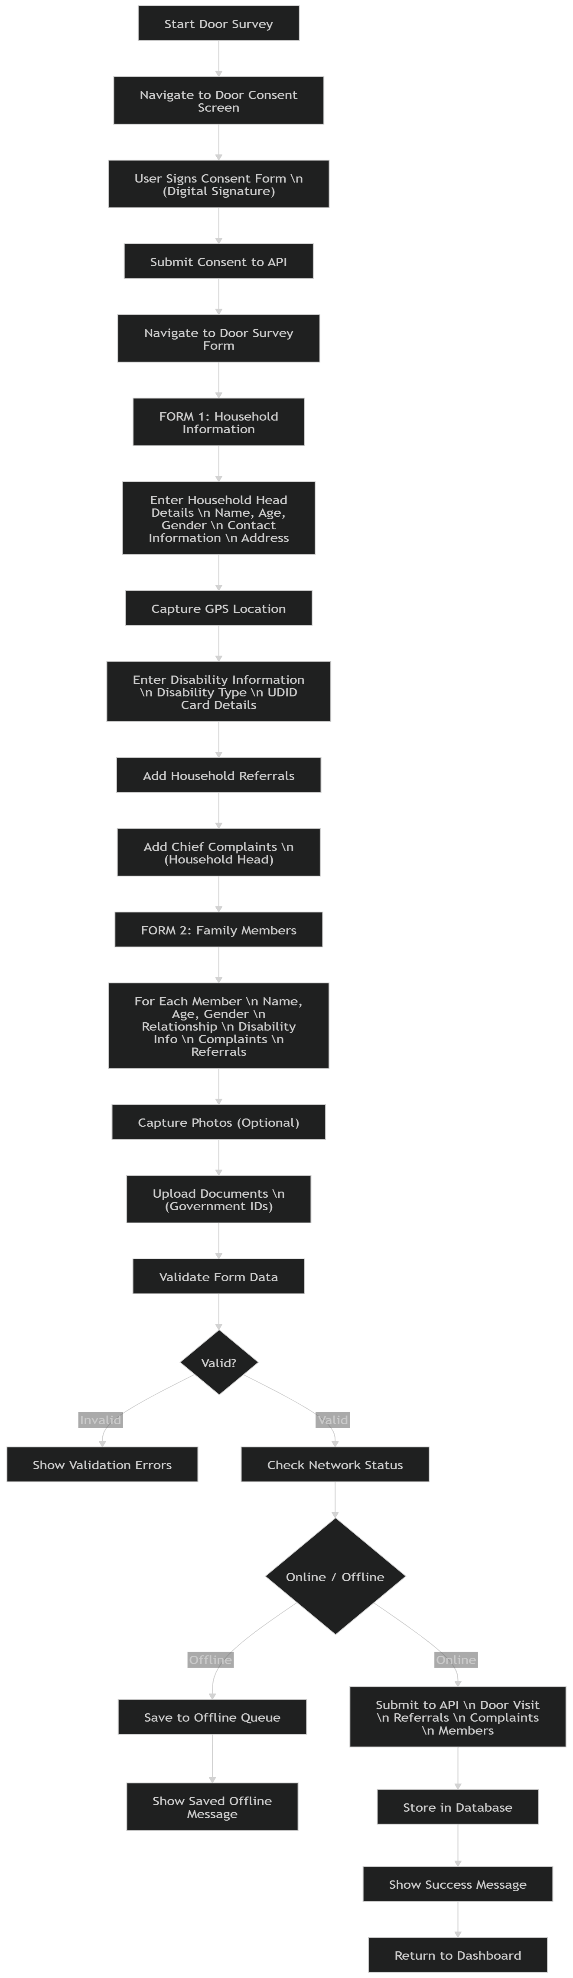 Start Door Survey
Navigate to Door Consent
Screen
User Signs Consent Form \n
(Digital Signature)
Submit Consent to API
Navigate to Door Survey
Form
FORM 1: Household
Information
Enter Household Head
Details \n Name, Age,
Gender \n Contact
Information \n Address
Capture GPS Location
Enter Disability Information
\n Disability Type \n UDID
Card Details
Add Household Referrals
Add Chief Complaints \n
(Household Head)
FORM 2: Family Members
For Each Member \n Name,
Age, Gender \n
Relationship \n Disability
Info \n Complaints \n
Referrals
Capture Photos (Optional)
Upload Documents \n
(Government IDs)
Validate Form Data
Valid?
Invalid
Valid
Show Validation Errors
Check Network Status
Online / Offline
Offline
Online
Save to Offline Queue
Submit to API \n Door Visit
\n Referrals \n Complaints
\n Members
Show Saved Offline
Message
Store in Database
Show Success Message
Return to Dashboard